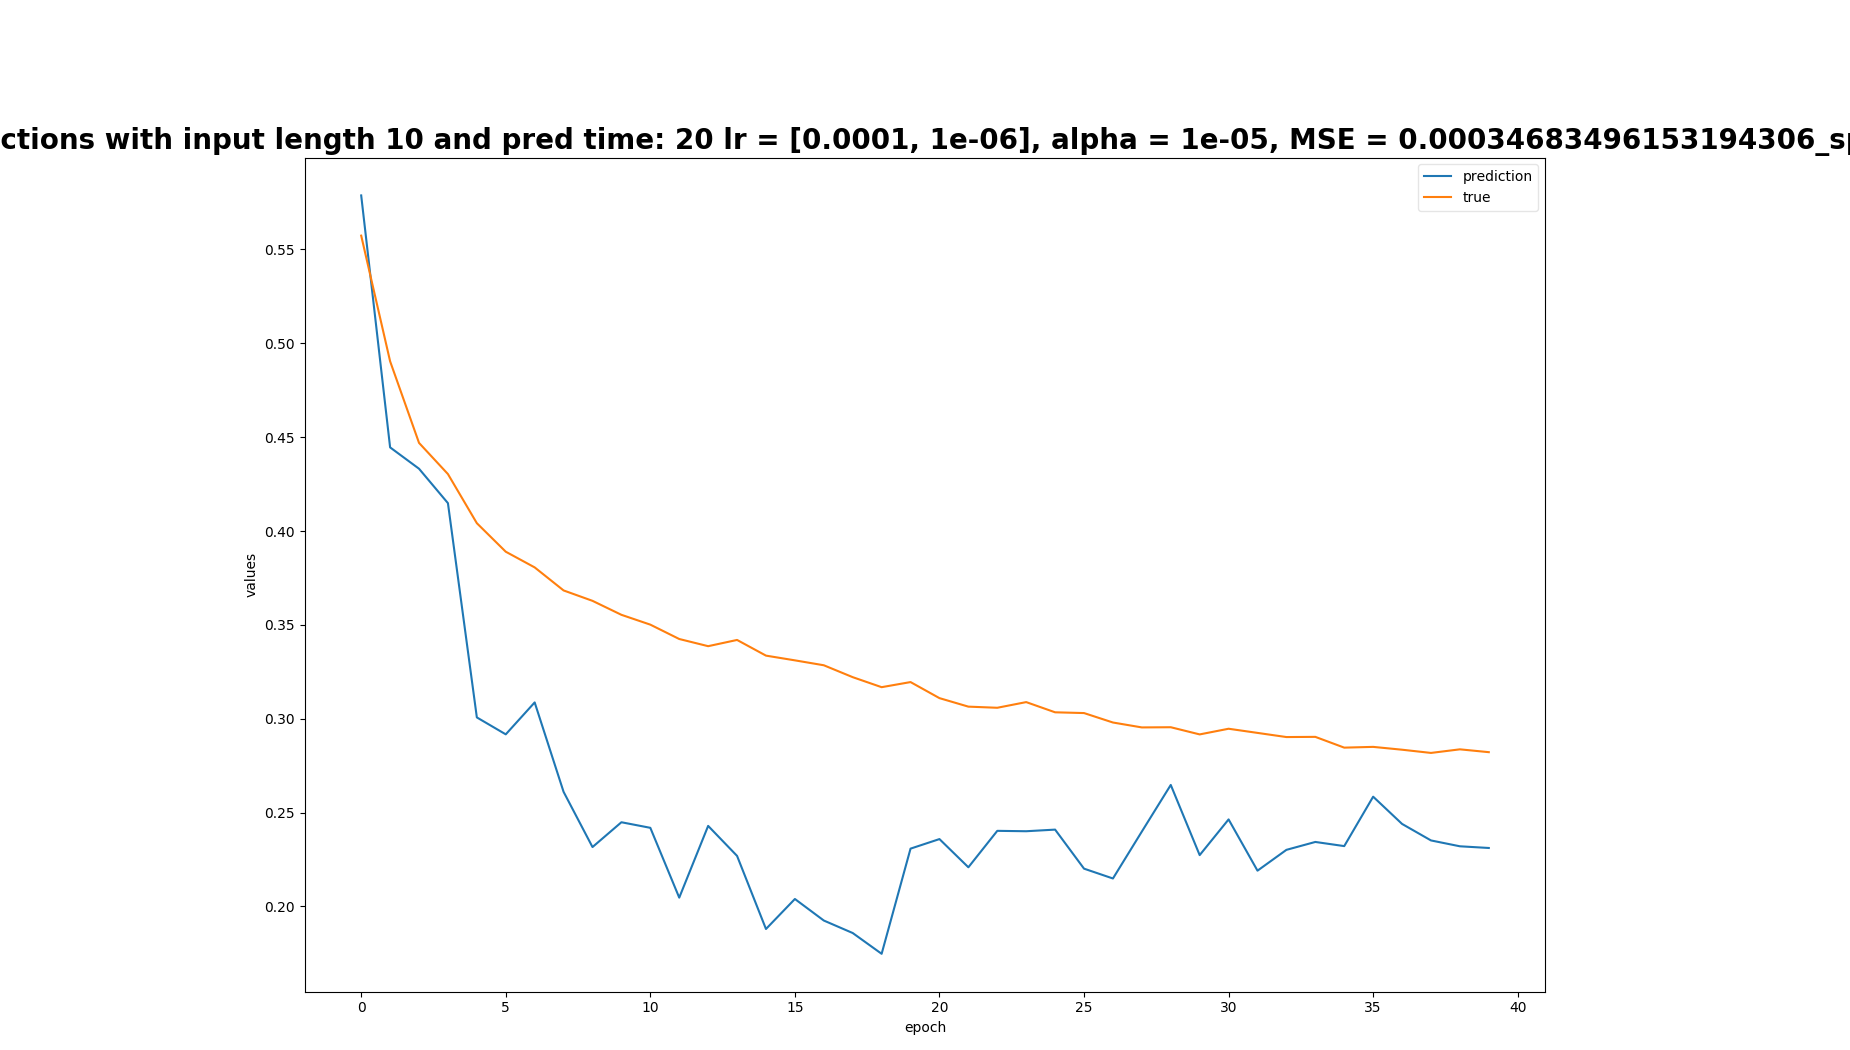 ctions with input length 10 and pred time: 20 lr = [0.0001, 1e-06], alpha = 1e-05, MSE = 0.00034683496153194306_sp
prediction
true
0.55
0.50
0.45
0.40
0.35
0.30
0.25
0.20
values
0 5 10 15 20 25 30 35 40
epoch